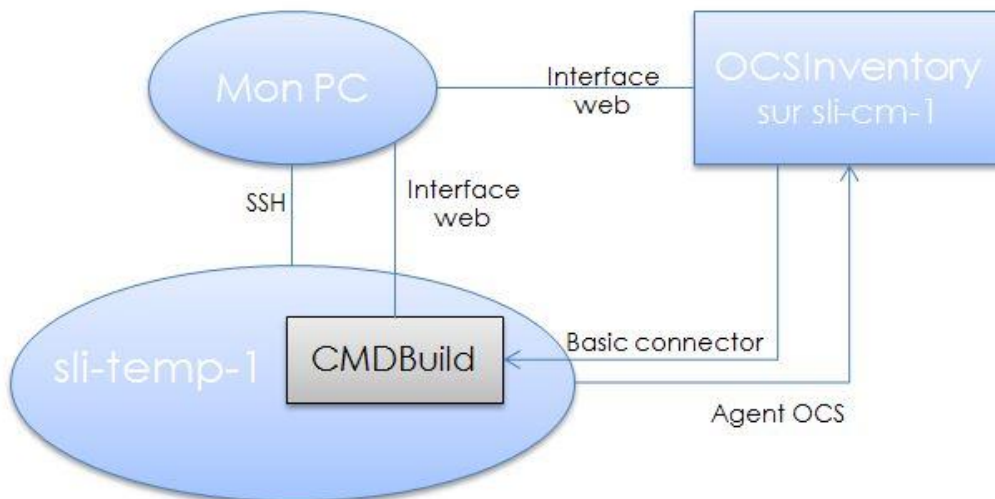 Mon PC
Interface
web
OCSInventory
sur sli-cm-1
SSH
Interface
web
sli-temp-1
CMDBuild
Basic connector
Agent OCS